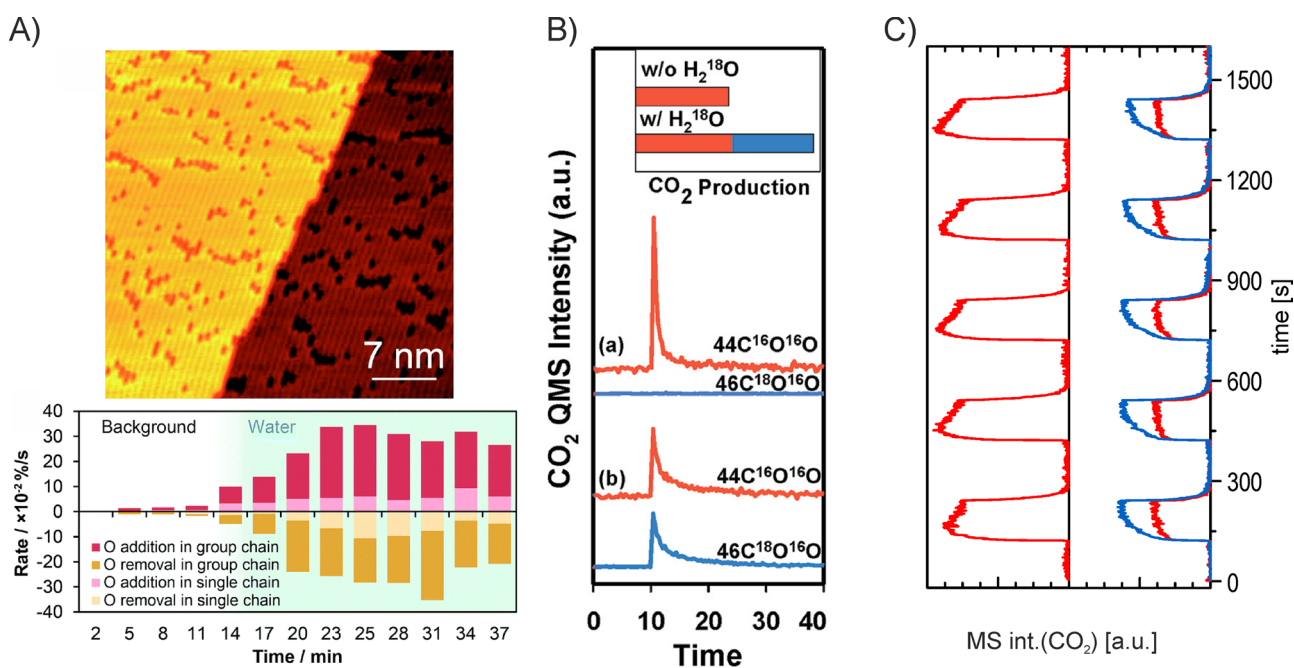 A)
7 nm
40
30
20
10
0
-10
-20
-30
-40
Rate / ×10⁻²%/s
Background
Water
O addition in group chain
O removal in group chain
O addition in single chain
O removal in single chain
2 5 8 11 14 17 20 23 25 28 31 34 37
Time / min
B)
w/o H₂¹⁸O
w/ H₂¹⁸O
CO₂ Production
CO₂ QMS Intensity (a.u.)
(a)
44C¹⁶O¹⁶O
46C¹⁸O¹⁶O
(b)
44C¹⁶O¹⁶O
46C¹⁸O¹⁶O
0 10 20 30 40
Time
C)
1500
1200
900
600
300
0
time [s]
MS int.(CO₂) [a.u.]